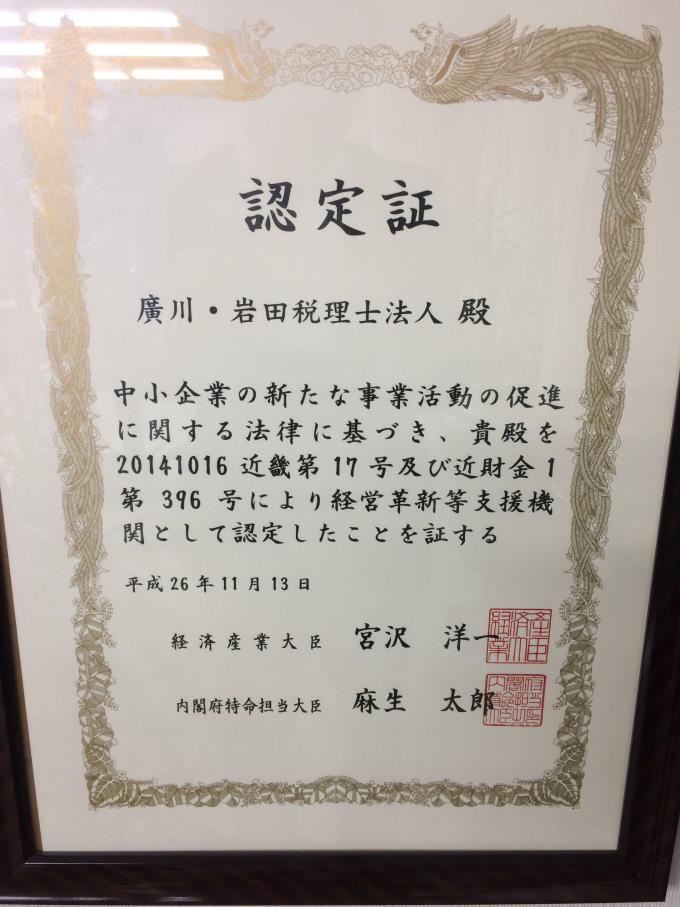 認定証
廣川・岩田税理士法人 殿
中小企業の新たな事業活動の促進
に関する法律に基づき、貴殿を
20141016 近畿第 17 号及び近財金 1
第 396 号により経営革新等支援機
関として認定したことを証する
平成 26 年 11 月 13 日
経済産業大臣 宮沢 洋一
内閣府特命担当大臣 麻生 太郎